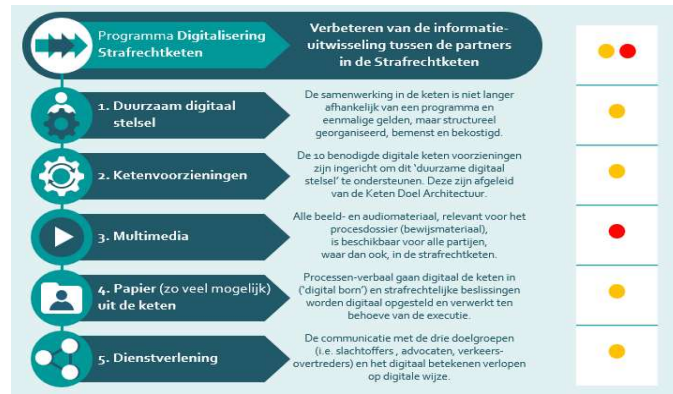 Programma Digitalisering
Strafrechtketen
Verbeteren van de informatie-
uitwisseling tussen de partners
in de Strafrechtketen
1. Duurzaam digitaal
stelsel
De samenwerking in de keten is niet langer
afhankelijk van een programma en
eenmalige gelden, maar structureel
georganiseerd, bemenst en bekostigd.
2. Ketenvoorzieningen
De 10 benodigde digitale keten voorzieningen
zijn ingericht om dit 'duurzame digitaal
stelsel' te ondersteunen. Deze zijn afgeleid
van de Keten Doel Architectuur.
3. Multimedia
Alle beeld- en audiomateriaal, relevant voor het
procesdossier (bewijsmateriaal),
is beschikbaar voor alle partijen,
waar dan ook, in de strafrechtketen.
4. Papier (zo veel mogelijk)
uit de keten
Processen-verbaal gaan digitaal de keten in
('digital born') en strafrechtelijke beslissingen
worden digitaal opgesteld en verwerkt ten
behoeve van de executie.
5. Dienstverlening
De communicatie met de drie doelgroepen
(i.e. slachtoffers , advocaten, verkeers-
overtreders) en het digitaal betekenen verlopen
op digitale wijze.